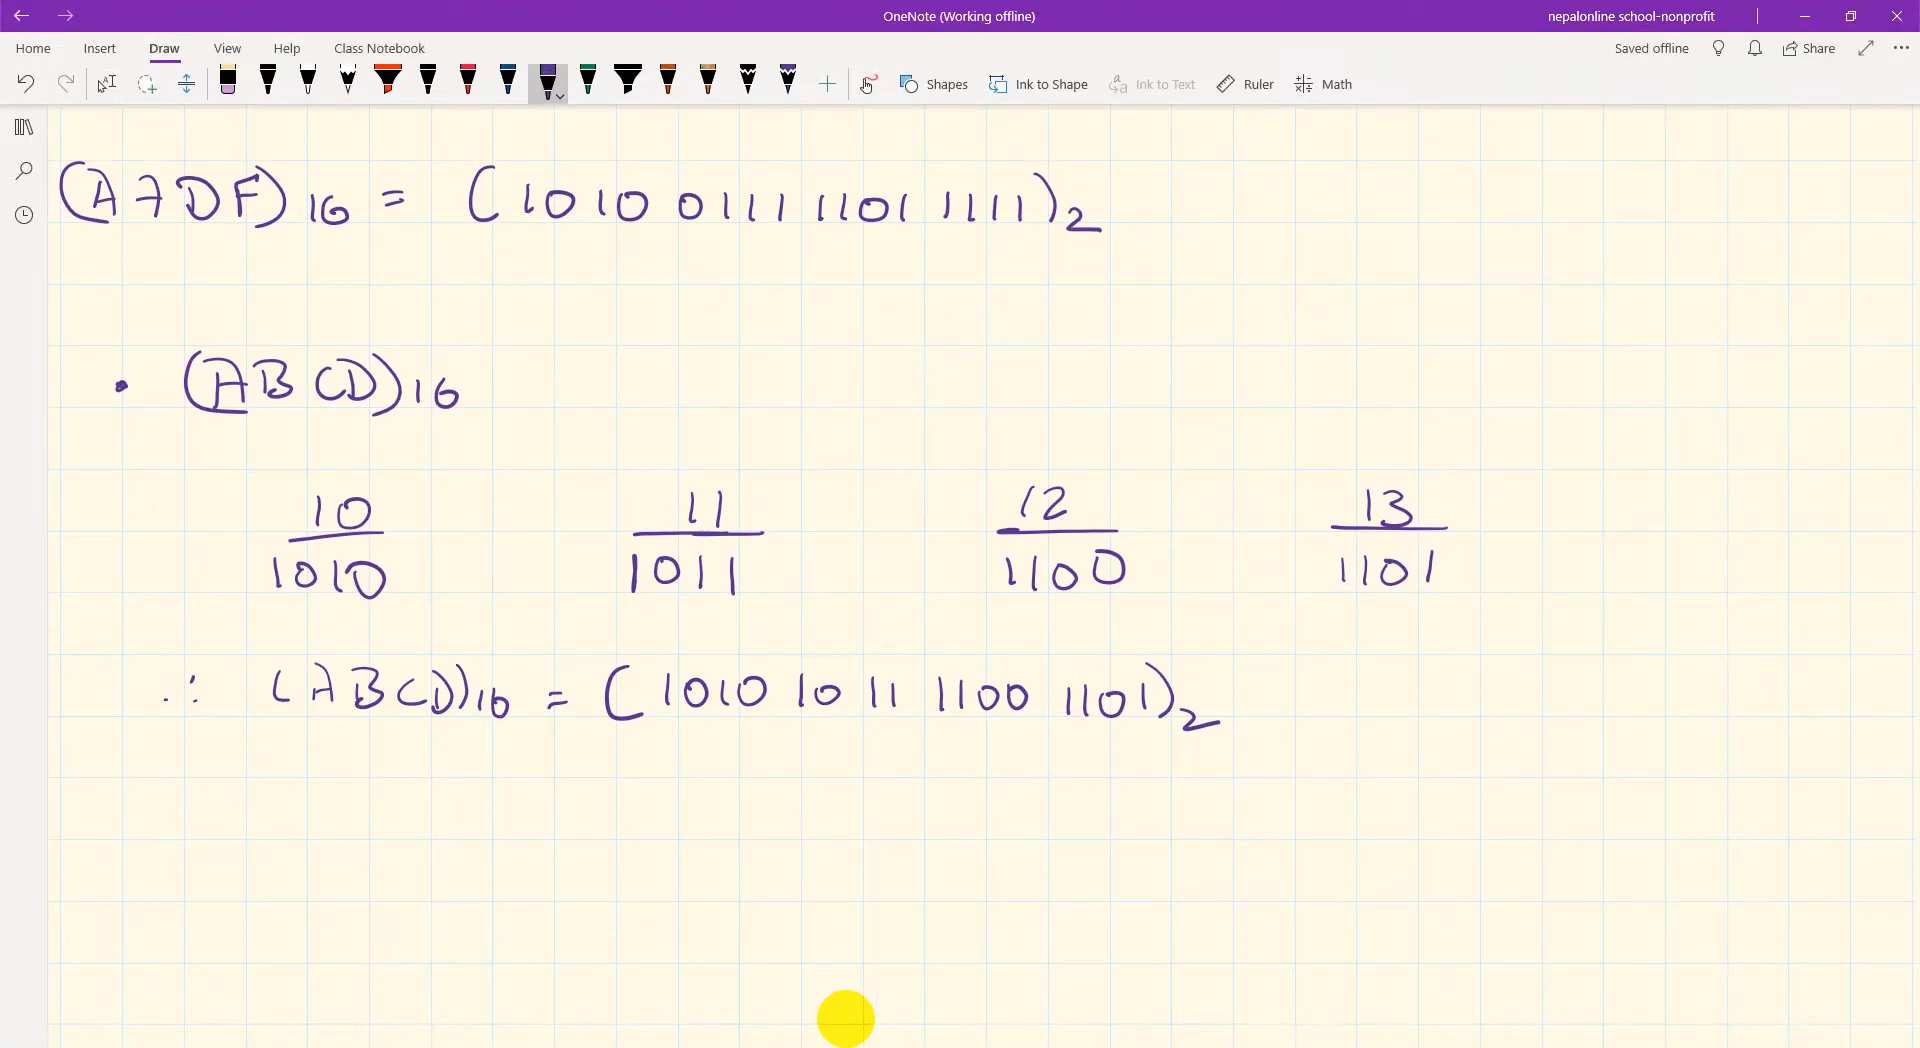 OneNote (Working offline)
nepalonline school-nonprofit
Home Insert Draw View Help Class Notebook
Saved offline Share
Shapes Ink to Shape Ink to Text Ruler Math
(A7DF)16 = (1010 0111 1101 1111)2
• (ABCD)16
10 11 12 13
1010 1011 1100 1101
∴ (ABCD)16 = (1010 1011 1100 1101)2